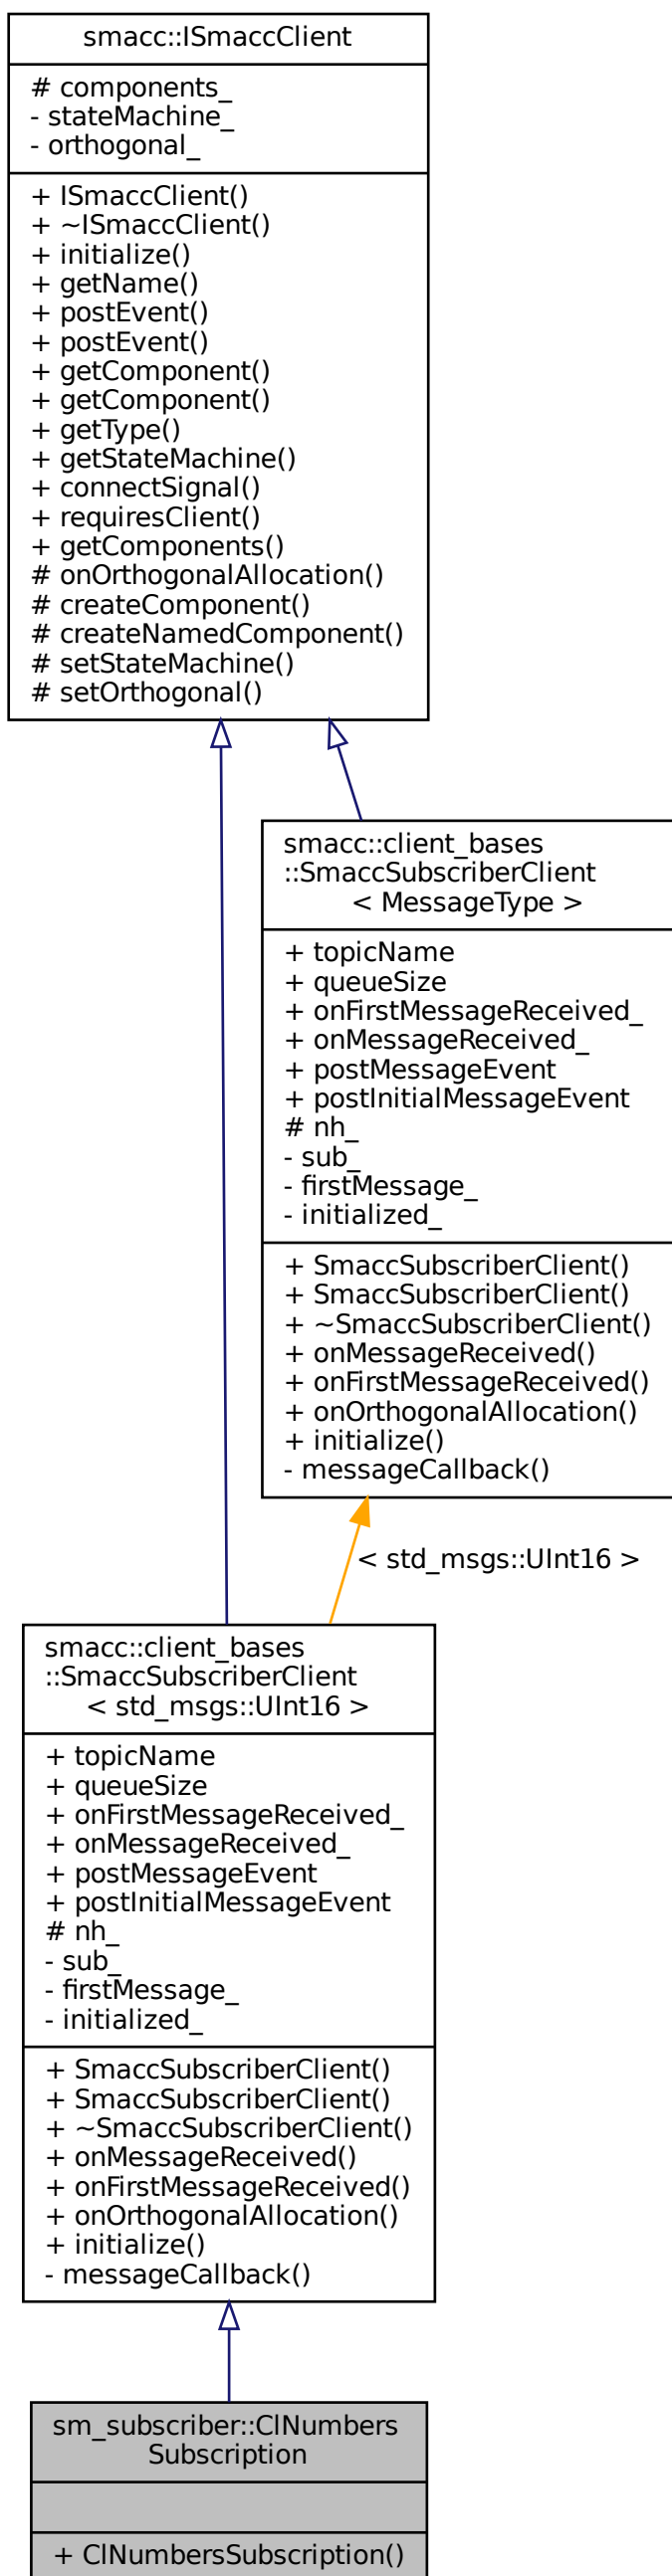 smacc::ISmaccClient
# components_
- stateMachine_
- orthogonal_
+ ISmaccClient()
+ ~ISmaccClient()
+ initialize()
+ getName()
+ postEvent()
+ postEvent()
+ getComponent()
+ getComponent()
+ getType()
+ getStateMachine()
+ connectSignal()
+ requiresClient()
+ getComponents()
# onOrthogonalAllocation()
# createComponent()
# createNamedComponent()
# setStateMachine()
# setOrthogonal()
smacc::client_bases
::SmaccSubscriberClient
< MessageType >
+ topicName
+ queueSize
+ onFirstMessageReceived_
+ onMessageReceived_
+ postMessageEvent
+ postInitialMessageEvent
# nh_
- sub_
- firstMessage_
- initialized_
+ SmaccSubscriberClient()
+ SmaccSubscriberClient()
+ ~SmaccSubscriberClient()
+ onMessageReceived()
+ onFirstMessageReceived()
+ onOrthogonalAllocation()
+ initialize()
- messageCallback()
< std_msgs::UInt16 >
smacc::client_bases
::SmaccSubscriberClient
< std_msgs::UInt16 >
+ topicName
+ queueSize
+ onFirstMessageReceived_
+ onMessageReceived_
+ postMessageEvent
+ postInitialMessageEvent
# nh_
- sub_
- firstMessage_
- initialized_
+ SmaccSubscriberClient()
+ SmaccSubscriberClient()
+ ~SmaccSubscriberClient()
+ onMessageReceived()
+ onFirstMessageReceived()
+ onOrthogonalAllocation()
+ initialize()
- messageCallback()
sm_subscriber::ClNumbers
Subscription
+ ClNumbersSubscription()